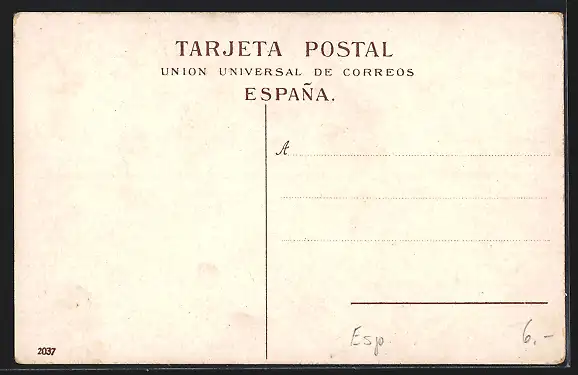 TARJETA POSTAL
UNION UNIVERSAL DE CORREOS
ESPAÑA.
A
2037
Esp.
6.-